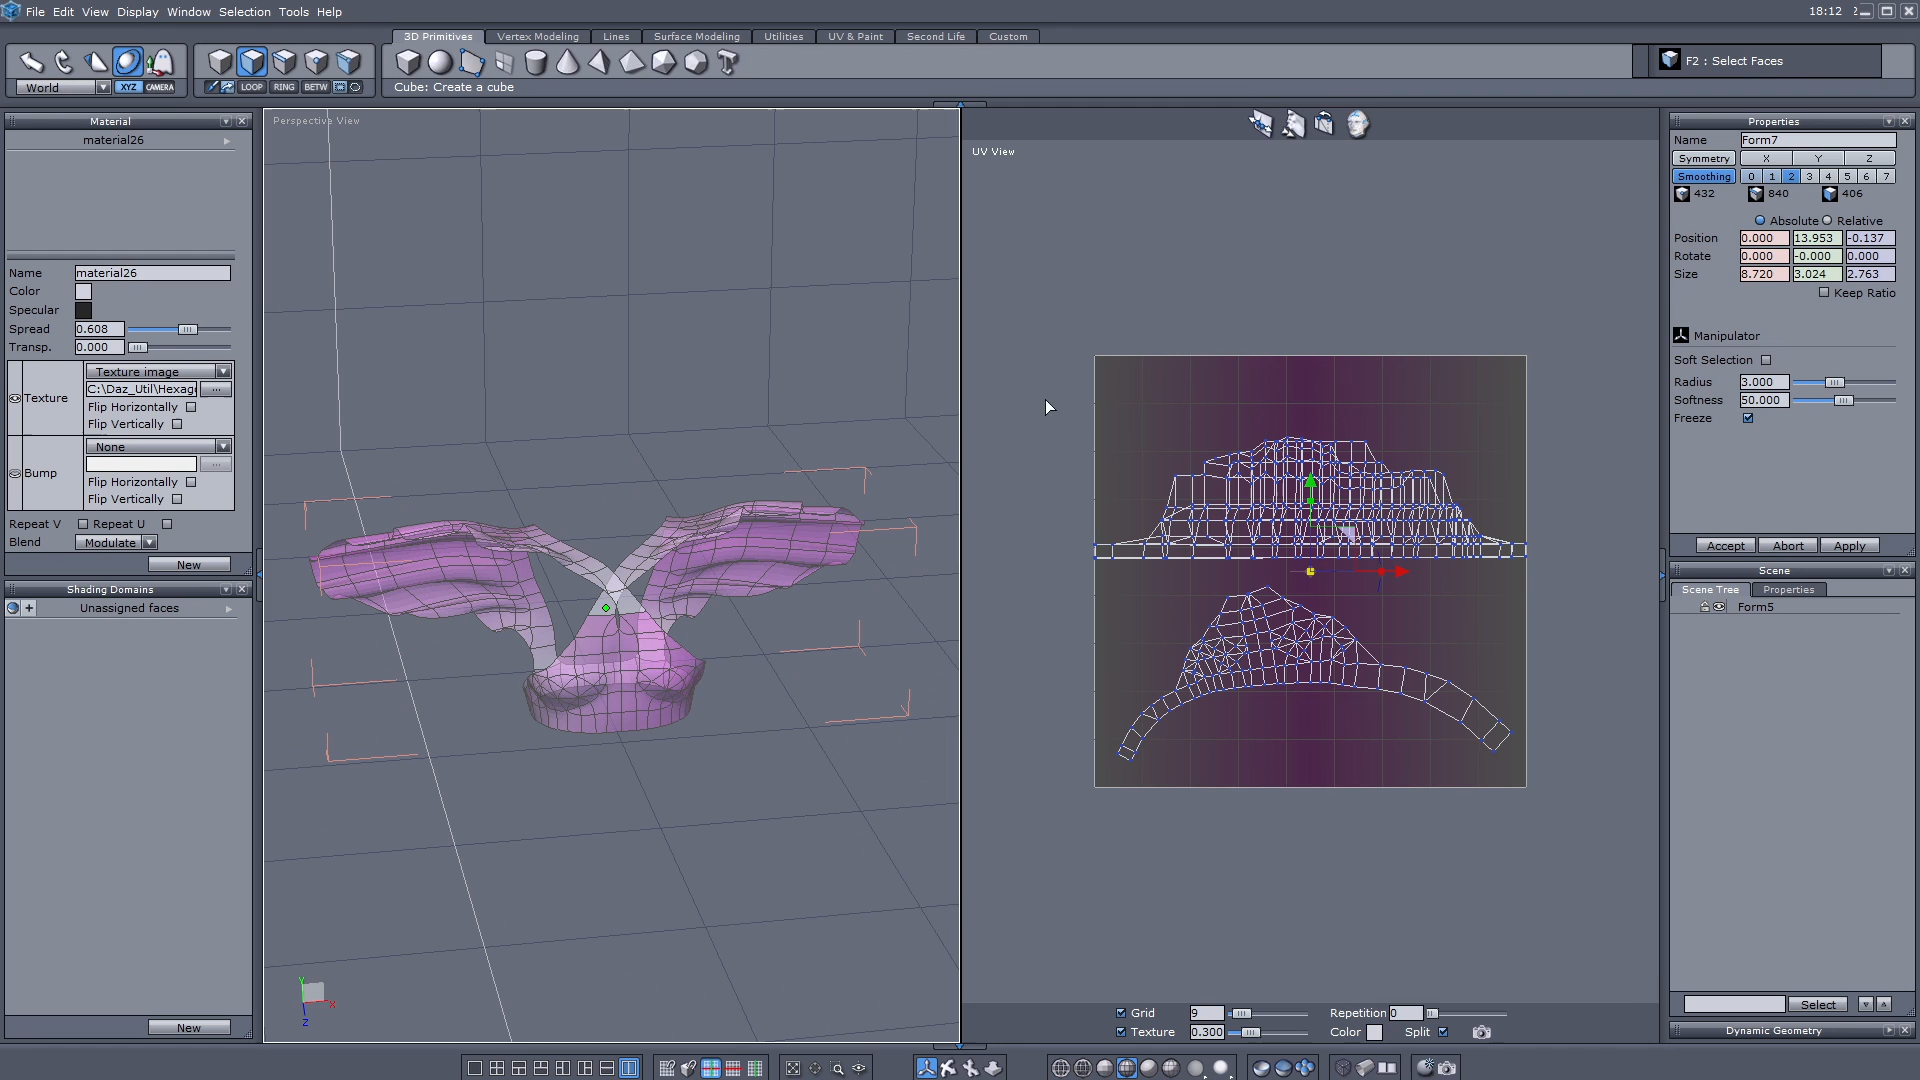 File Edit View Display Window Selection Tools Help
18:12
3D Primitives Vertex Modeling Lines Surface Modeling Utilities UV & Paint Second Life Custom
F2 : Select Faces
World XYZ CAMERA LOOP RING BETW Cube: Create a cube
Material
material26
Name material26
Color
Specular
Spread 0.608
Transp. 0.000
Texture Texture image
C:\Daz_Util\Hexag ...
Flip Horizontally
Flip Vertically
Bump None
...
Flip Horizontally
Flip Vertically
Repeat V Repeat U
Blend Modulate
New
Shading Domains
+ Unassigned faces
New
Perspective View
Y
X
Z
UV View
Grid 9 Repetition 0
Texture 0.300 Color Split
Properties
Name Form7
Symmetry X Y Z
Smoothing 0 1 2 3 4 5 6 7
432 840 406
Absolute Relative
Position 0.000 13.953 -0.137
Rotate 0.000 -0.000 0.000
Size 8.720 3.024 2.763
Keep Ratio
Manipulator
Soft Selection
Radius 3.000
Softness 50.000
Freeze
Accept Abort Apply
Scene
Scene Tree Properties
Form5
Select
Dynamic Geometry